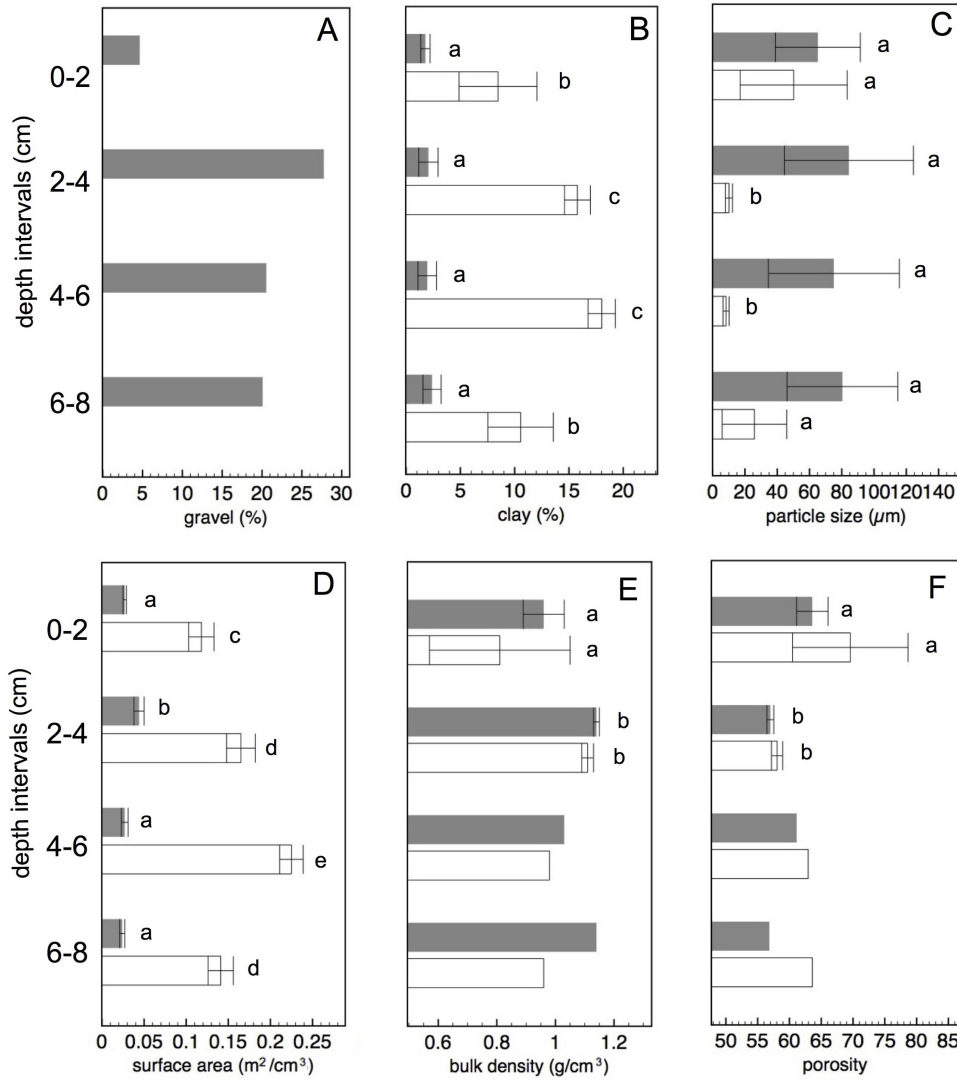 A
B
C
depth intervals (cm)
0-2
2-4
4-6
6-8
a
b
a
c
a
c
a
b
a
a
a
b
a
b
a
a
0 5 10 15 20 25 30
gravel (%)
0 5 10 15 20
clay (%)
0 20 40 60 80 100 120 140
particle size (µm)
D
E
F
depth intervals (cm)
0-2
2-4
4-6
6-8
a
c
b
d
a
e
a
d
a
a
b
b
a
a
b
b
0 0.05 0.1 0.15 0.2 0.25
surface area (m²/cm³)
0.6 0.8 1 1.2
bulk density (g/cm³)
50 55 60 65 70 75 80 85
porosity